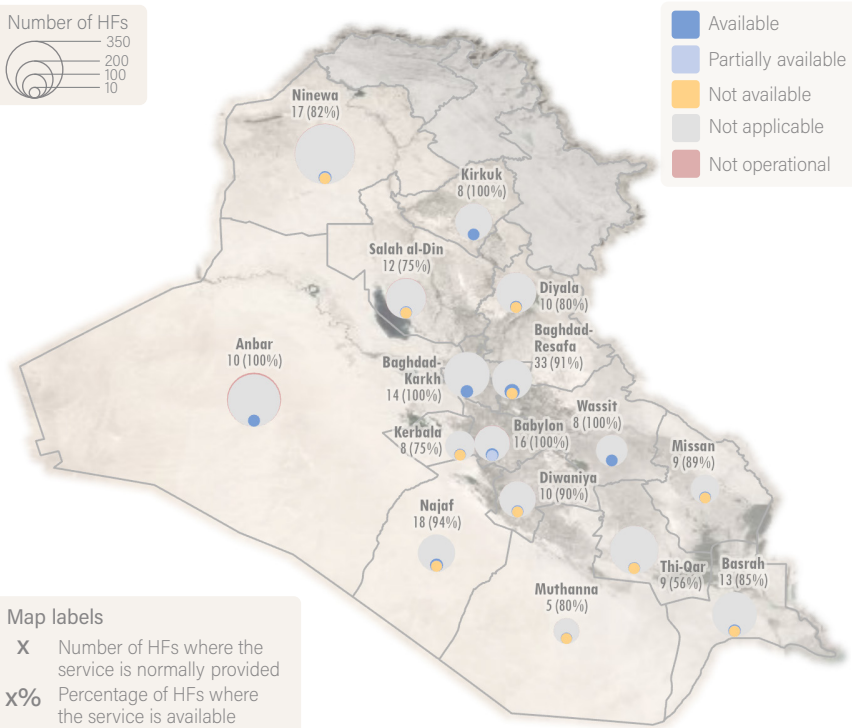 Number of HFs
350
200
100
10
Available
Partially available
Not available
Not applicable
Not operational
Ninewa
17 (82%)
Kirkuk
8 (100%)
Salah al-Din
12 (75%)
Diyala
10 (80%)
Baghdad-
Resafa
33 (91%)
Anbar
10 (100%)
Baghdad-
Karkh
14 (100%)
Wassit
8 (100%)
Kerbala
8 (75%)
Babylon
16 (100%)
Missan
9 (89%)
Diwaniya
10 (90%)
Najaf
18 (94%)
Thi-Qar
9 (56%)
Basrah
13 (85%)
Muthanna
5 (80%)
Map labels
X Number of HFs where the
service is normally provided
x% Percentage of HFs where
the service is available